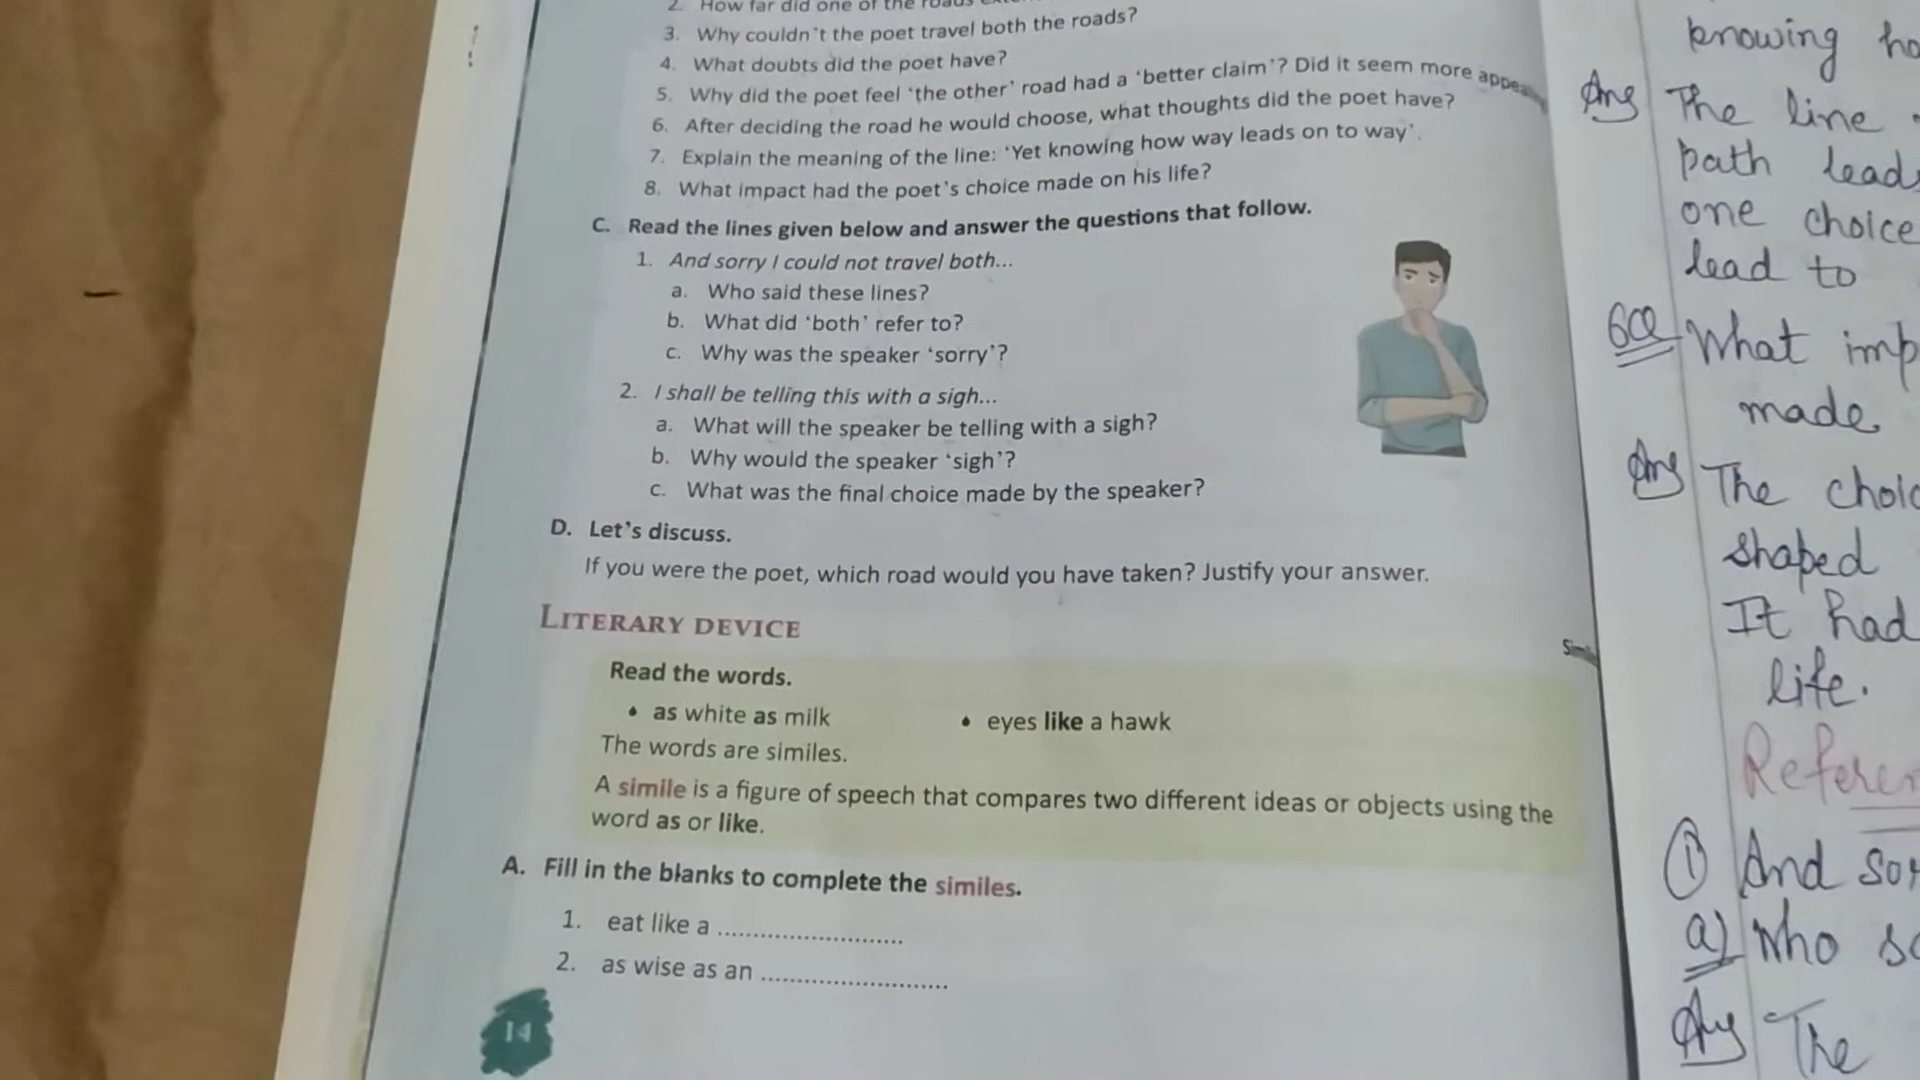 2. How far did one of the roads
3. Why couldn't the poet travel both the roads?
4. What doubts did the poet have?
5. Why did the poet feel 'the other' road had a 'better claim'? Did it seem more
6. After deciding the road he would choose, what thoughts did the poet have?
7. Explain the meaning of the line: 'Yet knowing how way leads on to way'.
8. What impact had the poet's choice made on his life?
C. Read the lines given below and answer the questions that follow.
1. And sorry I could not travel both...
a. Who said these lines?
b. What did 'both' refer to?
c. Why was the speaker 'sorry'?
2. I shall be telling this with a sigh...
a. What will the speaker be telling with a sigh?
b. Why would the speaker 'sigh'?
c. What was the final choice made by the speaker?
D. Let's discuss.
If you were the poet, which road would you have taken? Justify your answer.
LITERARY DEVICE
Read the words.
• as white as milk
• eyes like a hawk
The words are similes.
A simile is a figure of speech that compares two different ideas or objects using the
word as or like.
A. Fill in the blanks to complete the similes.
1. eat like a ..........................
2. as wise as an ..........................
14
knowing ho
Ans The line
path lead
one choice
lead to
6Q What imp
made
Ans The choic
shaped
It had
life.
Referen
① And sor
a) Who sa
Ans The